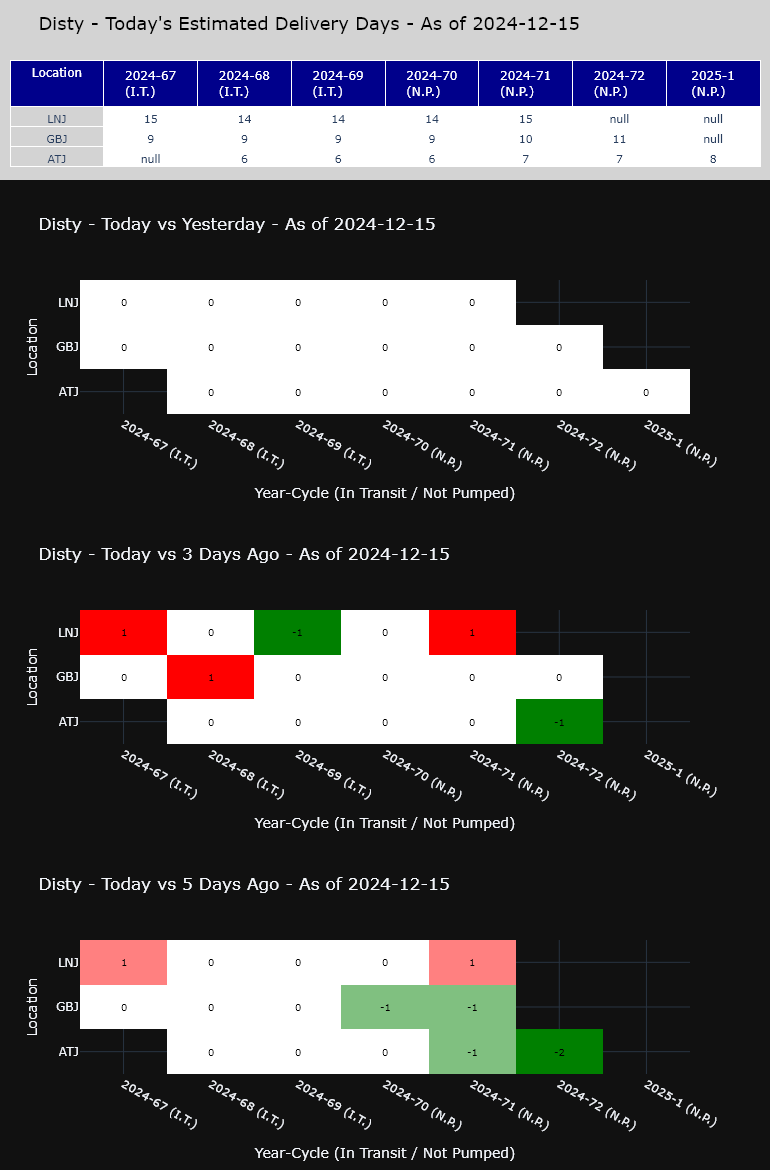 Disty - Today's Estimated Delivery Days - As of 2024-12-15
Location 2024-67 (I.T.) 2024-68 (I.T.) 2024-69 (I.T.) 2024-70 (N.P.) 2024-71 (N.P.) 2024-72 (N.P.) 2025-1 (N.P.)
LNJ 15 14 14 14 15 null null
GBJ 9 9 9 9 10 11 null
ATJ null 6 6 6 7 7 8
Disty - Today vs Yesterday - As of 2024-12-15
Location
LNJ 0 0 0 0 0
GBJ 0 0 0 0 0 0
ATJ 0 0 0 0 0 0
2024-67 (I.T.) 2024-68 (I.T.) 2024-69 (I.T.) 2024-70 (N.P.) 2024-71 (N.P.) 2024-72 (N.P.) 2025-1 (N.P.)
Year-Cycle (In Transit / Not Pumped)
Disty - Today vs 3 Days Ago - As of 2024-12-15
Location
LNJ 1 0 -1 0 1
GBJ 0 1 0 0 0 0
ATJ 0 0 0 0 -1
2024-67 (I.T.) 2024-68 (I.T.) 2024-69 (I.T.) 2024-70 (N.P.) 2024-71 (N.P.) 2024-72 (N.P.) 2025-1 (N.P.)
Year-Cycle (In Transit / Not Pumped)
Disty - Today vs 5 Days Ago - As of 2024-12-15
Location
LNJ 1 0 0 0 1
GBJ 0 0 0 -1 -1
ATJ 0 0 0 -1 -2
2024-67 (I.T.) 2024-68 (I.T.) 2024-69 (I.T.) 2024-70 (N.P.) 2024-71 (N.P.) 2024-72 (N.P.) 2025-1 (N.P.)
Year-Cycle (In Transit / Not Pumped)